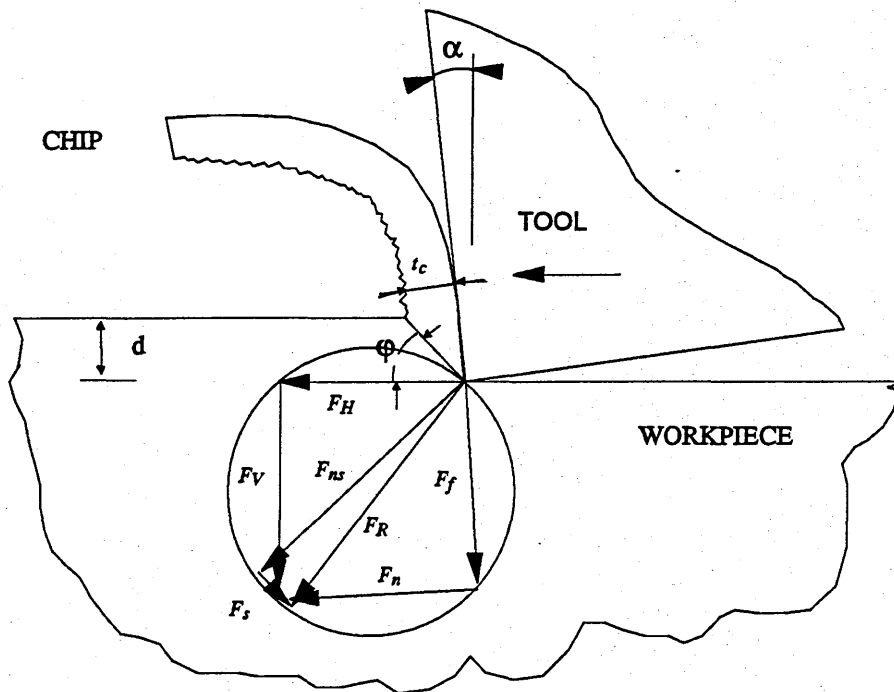 α
CHIP
TOOL
t_c
d
φ
F_H
WORKPIECE
F_V
F_ns
F_f
F_R
F_n
F_s